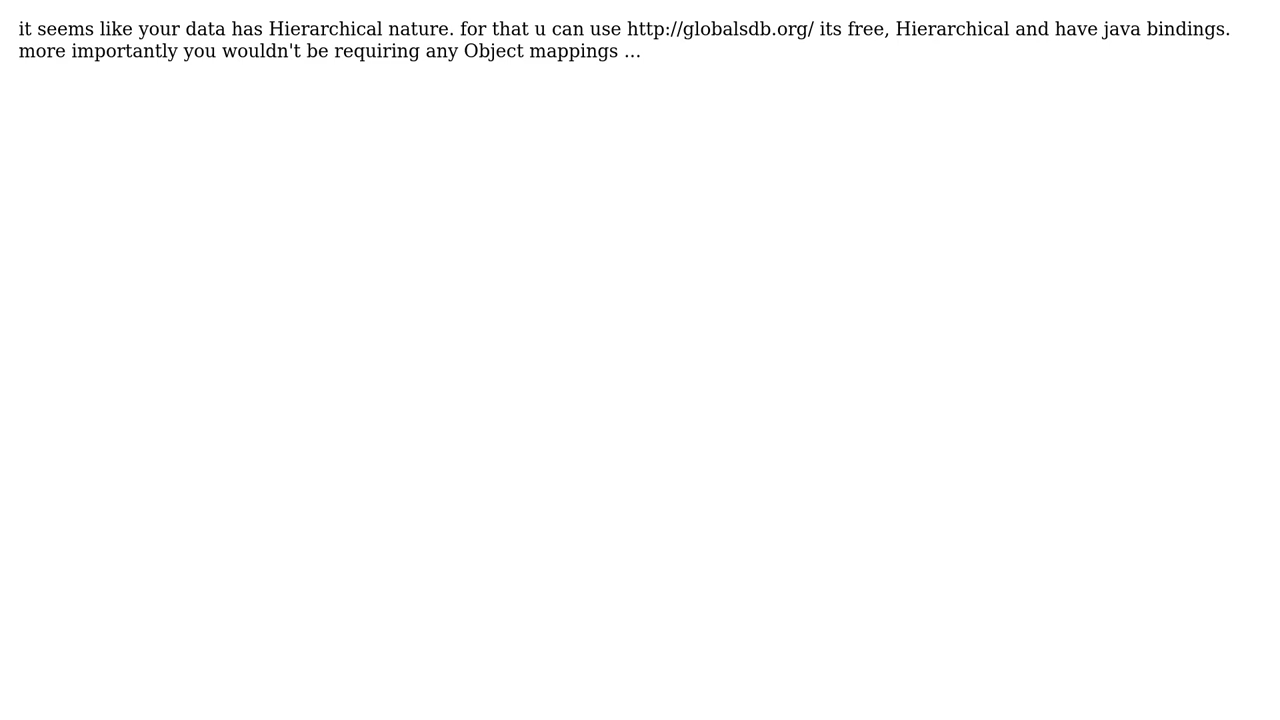 it seems like your data has Hierarchical nature. for that u can use http://globalsdb.org/ its free, Hierarchical and have java bindings.
more importantly you wouldn't be requiring any Object mappings ...